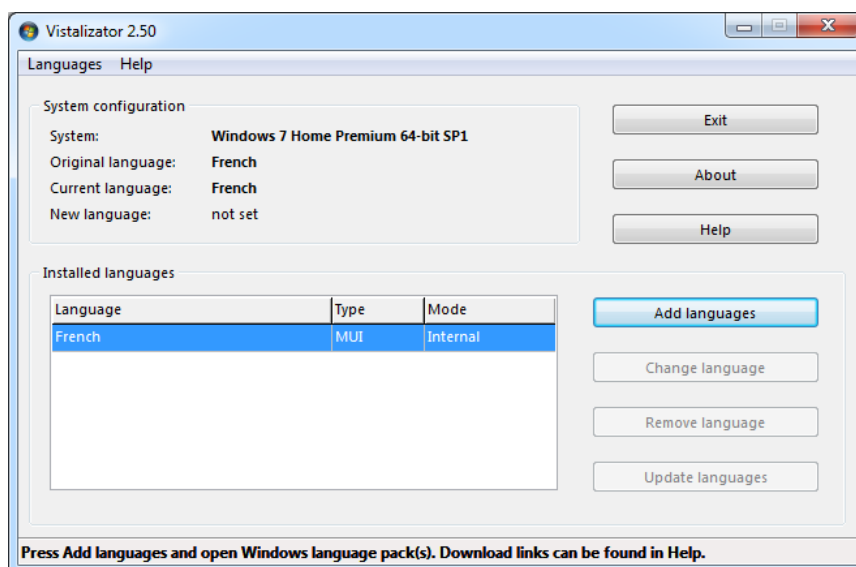 Vistalizator 2.50
Languages Help
System configuration
System: Windows 7 Home Premium 64-bit SP1
Original language: French
Current language: French
New language: not set
Exit
About
Help
Installed languages
Language Type Mode
French MUI Internal
Add languages
Change language
Remove language
Update languages
Press Add languages and open Windows language pack(s). Download links can be found in Help.